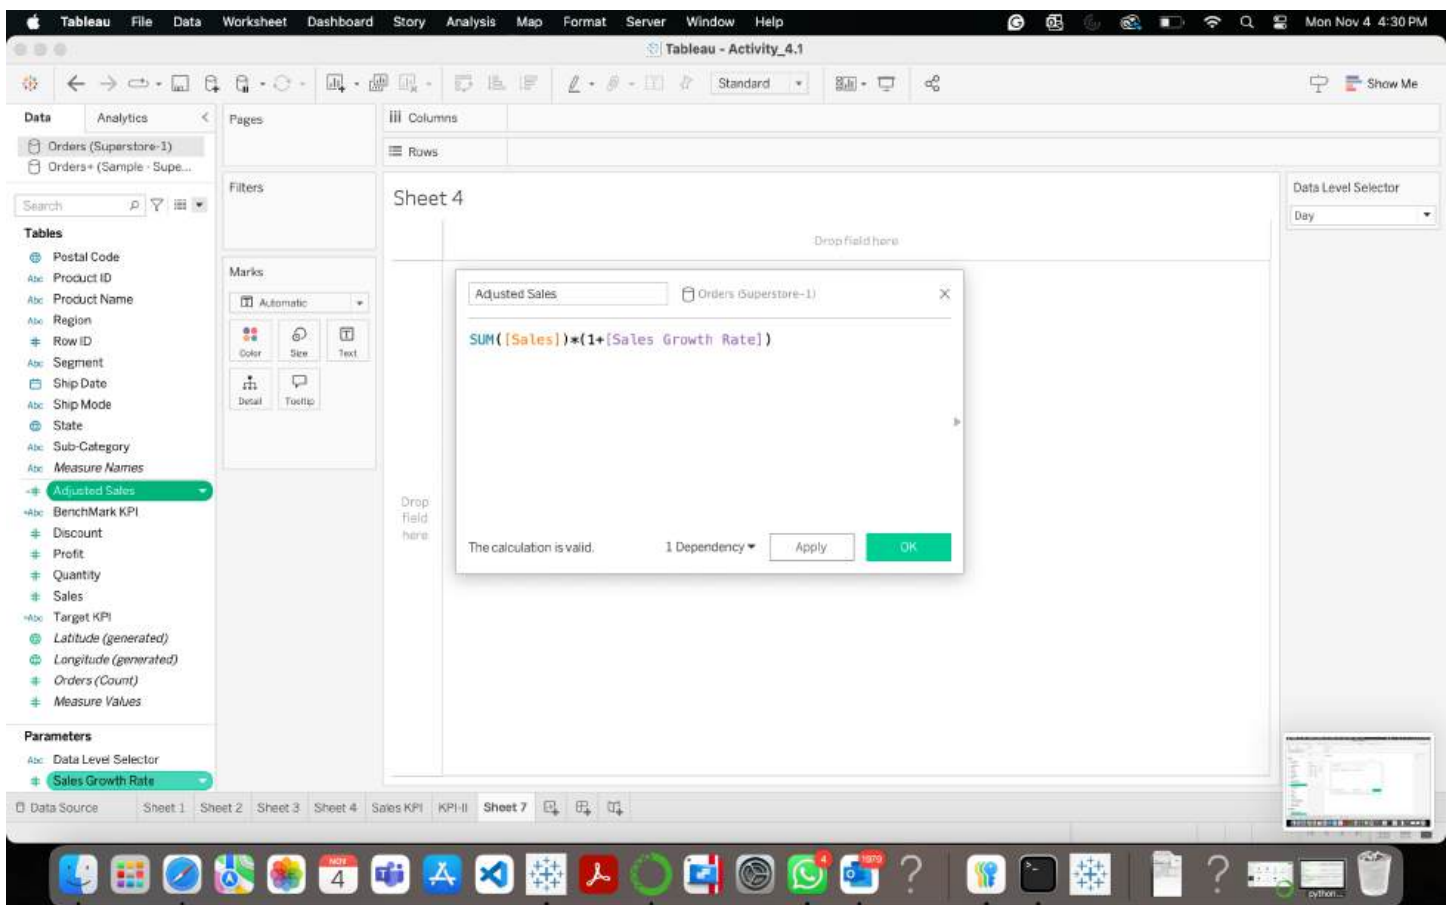 Tableau File Data Worksheet Dashboard Story Analysis Map Format Server Window Help Mon Nov 4 4:30 PM
Tableau - Activity_4.1
Standard Show Me
Data Analytics
Pages
Columns
Orders (Superstore-1)
Orders+ (Sample - Supe...
Rows
Filters
Sheet 4
Data Level Selector
Day
Search
Tables
Drop field here
Postal Code
Product ID
Product Name
Region
Row ID
Segment
Ship Date
Ship Mode
State
Sub-Category
Measure Names
Adjusted Sales
BenchMark KPI
Discount
Profit
Quantity
Sales
Target KPI
Latitude (generated)
Longitude (generated)
Orders (Count)
Measure Values
Marks
Automatic
Color Size Text
Detail Tooltip
Adjusted Sales Orders (Superstore-1)
SUM([Sales])*(1+[Sales Growth Rate])
Drop
field
here
The calculation is valid. 1 Dependency Apply OK
Parameters
Data Level Selector
Sales Growth Rate
Data Source Sheet 1 Sheet 2 Sheet 3 Sheet 4 Sales KPI KPI-II Sheet 7
NOV
4
4
1979
python...